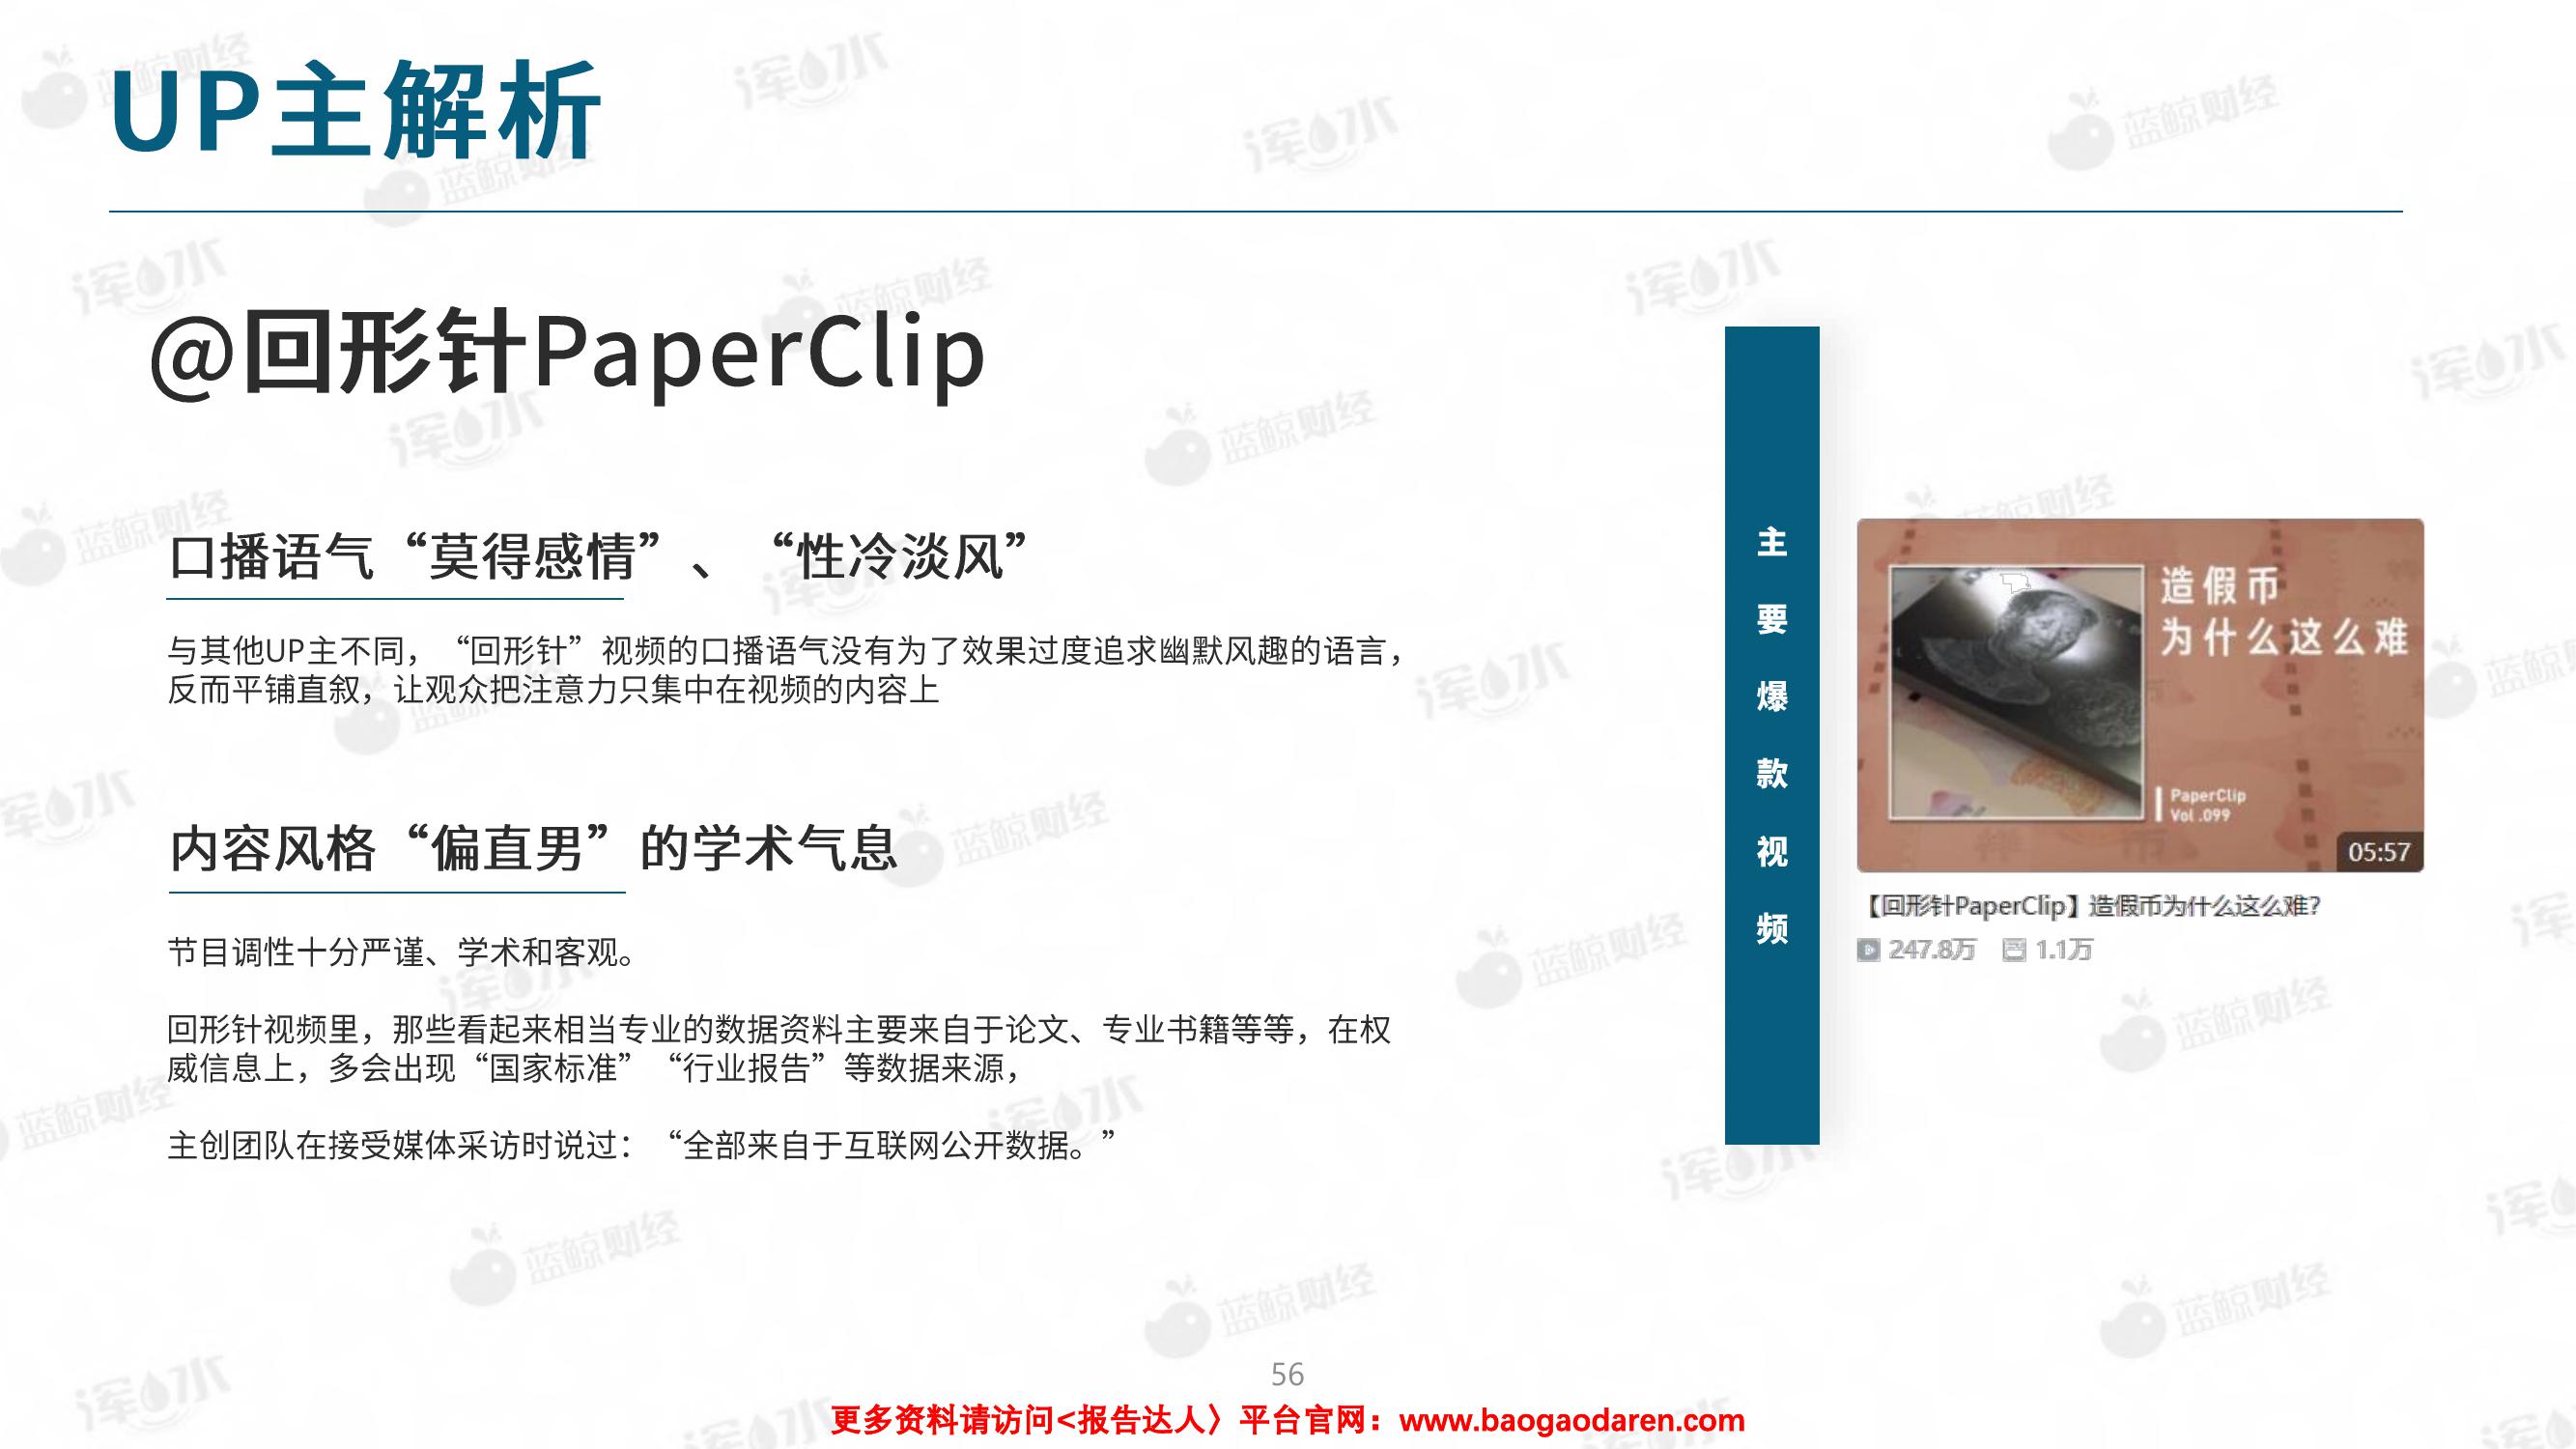 UP主解析
@回形针PaperClip
口播语气“莫得感情”、 “性冷淡风”
与其他UP主不同，“回形针”视频的口播语气没有为了效果过度追求幽默风趣的语言，
反而平铺直叙，让观众把注意力只集中在视频的内容上
内容风格“偏直男”的学术气息
节目调性十分严谨、学术和客观。
回形针视频里，那些看起来相当专业的数据资料主要来自于论文、专业书籍等等，在权
威信息上，多会出现“国家标准”“行业报告”等数据来源，
主创团队在接受媒体采访时说过：“全部来自于互联网公开数据。”
主要爆款视频
造假币
为什么这么难
PaperClip
Vol .099
05:57
【回形针PaperClip】造假币为什么这么难?
247.8万 1.1万
56
更多资料请访问<报告达人〉平台官网：www.baogaodaren.com
浑水
蓝鲸财经